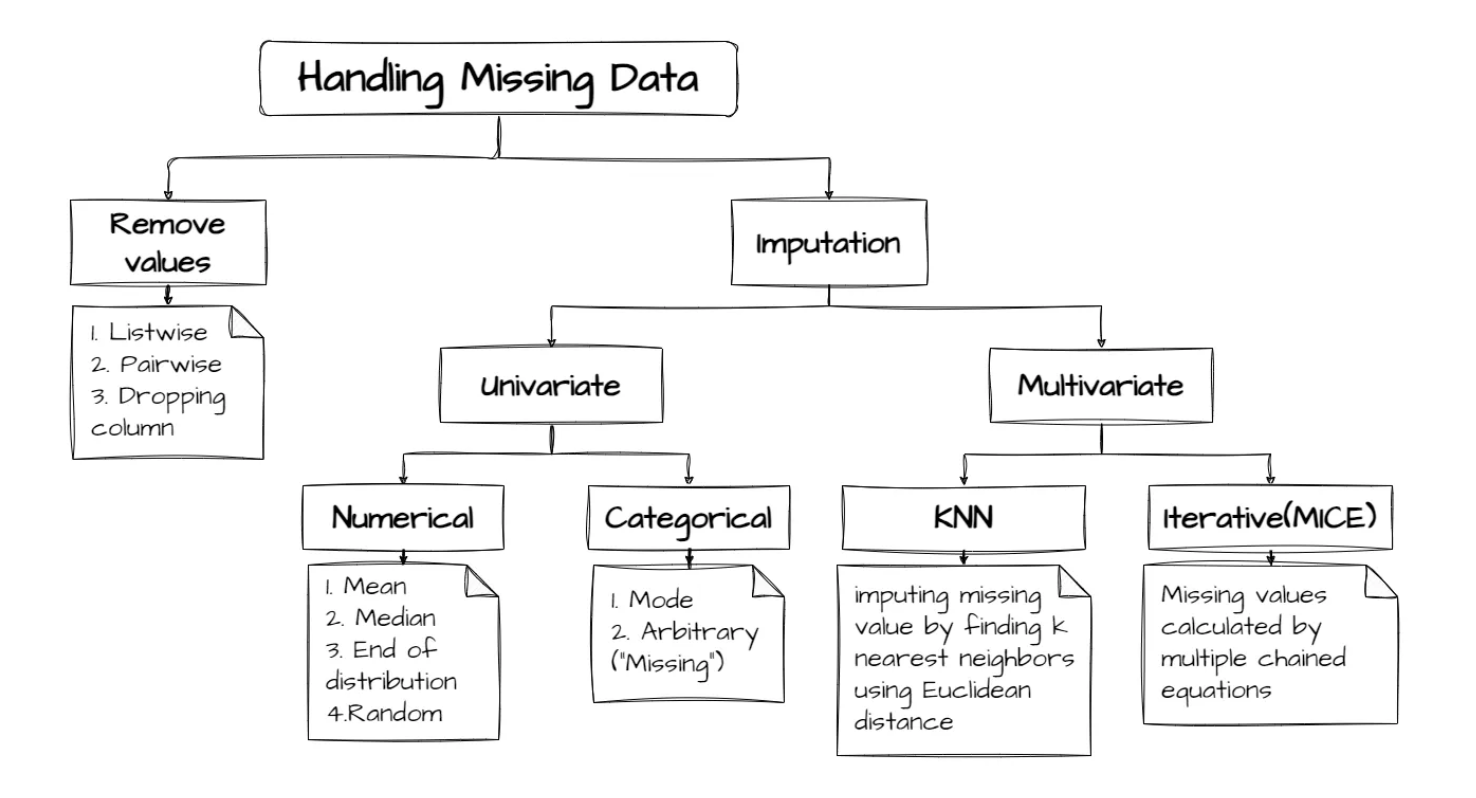 Handling Missing Data
Remove
values
Imputation
1. Listwise
2. Pairwise
3. Dropping
column
Univariate
Multivariate
Numerical
Categorical
KNN
Iterative(MICE)
1. Mean
2. Median
3. End of
distribution
4.Random
1. Mode
2. Arbitrary
("Missing")
imputing missing
value by finding k
nearest neighbors
using Euclidean
distance
Missing values
calculated by
multiple chained
equations